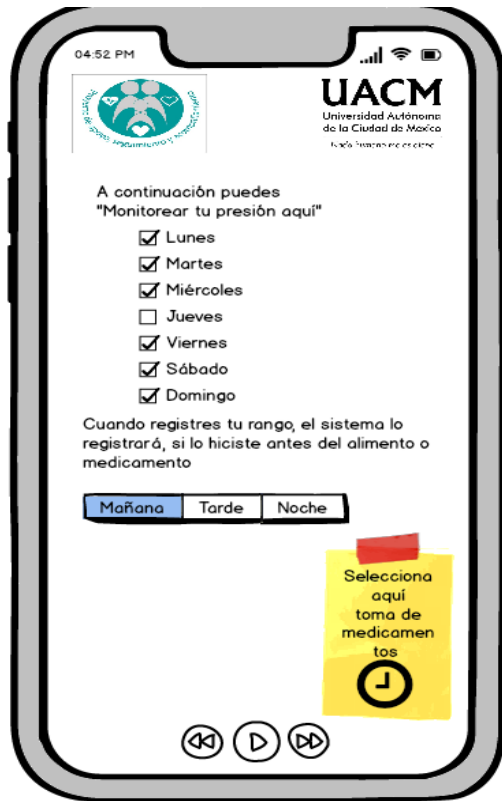 04:52 PM
UACM
Universidad Autónoma
de la Ciudad de México
A continuación puedes
"Monitorear tu presión aquí"
Lunes
Martes
Miércoles
Jueves
Viernes
Sábado
Domingo
Cuando registres tu rango, el sistema lo
registrará, si lo hiciste antes del alimento o
medicamento
Mañana Tarde Noche
Selecciona
aquí
toma de
medicamen
tos